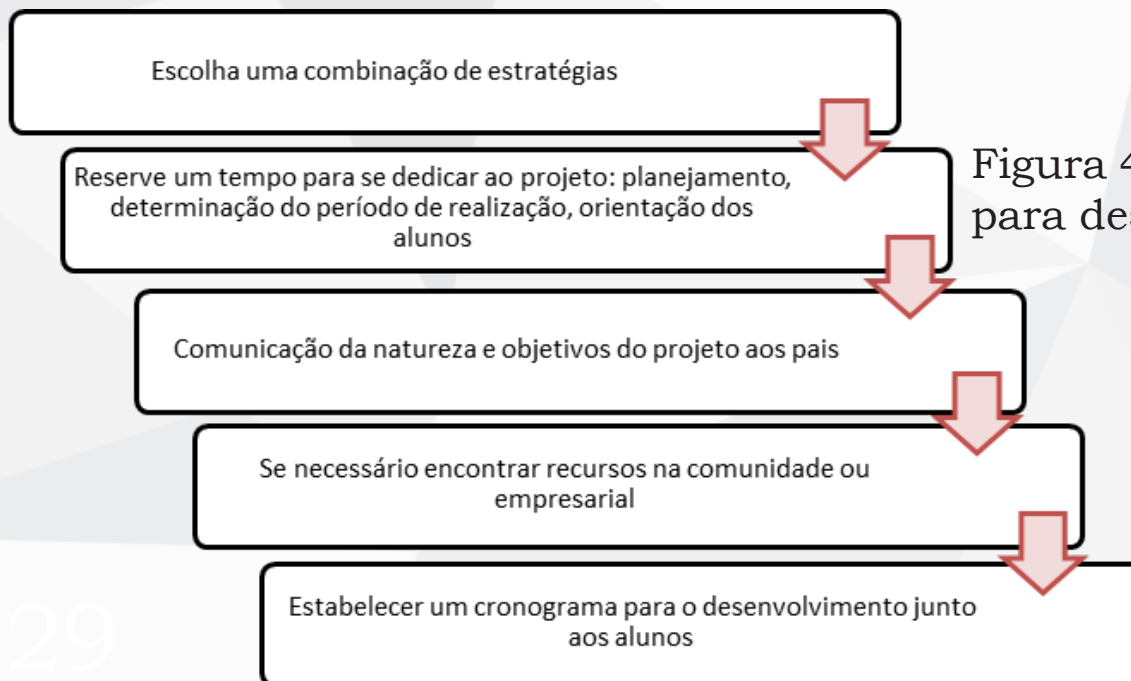 Escolha uma combinação de estratégias
Reserve um tempo para se dedicar ao projeto: planejamento,
determinação do período de realização, orientação dos
alunos
Figura 4
para des
Comunicação da natureza e objetivos do projeto aos pais
Se necessário encontrar recursos na comunidade ou
empresarial
Estabelecer um cronograma para o desenvolvimento junto
aos alunos
29